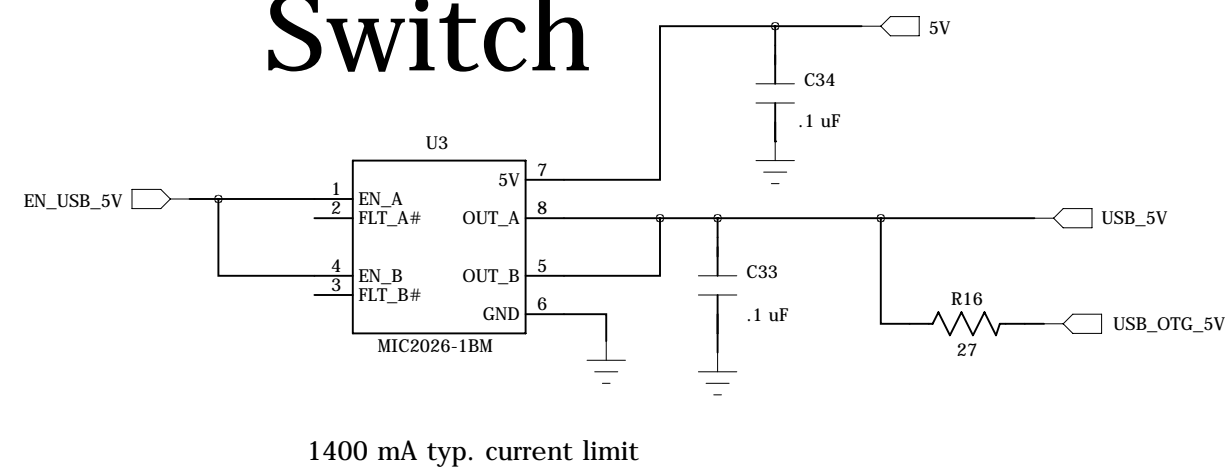 Switch
5V
C34
.1 uF
U3
EN_USB_5V
1 EN_A
2 FLT_A#
4 EN_B
3 FLT_B#
5V 7
OUT_A 8
OUT_B 5
GND 6
MIC2026-1BM
USB_5V
C33
.1 uF
R16
27
USB_OTG_5V
1400 mA typ. current limit